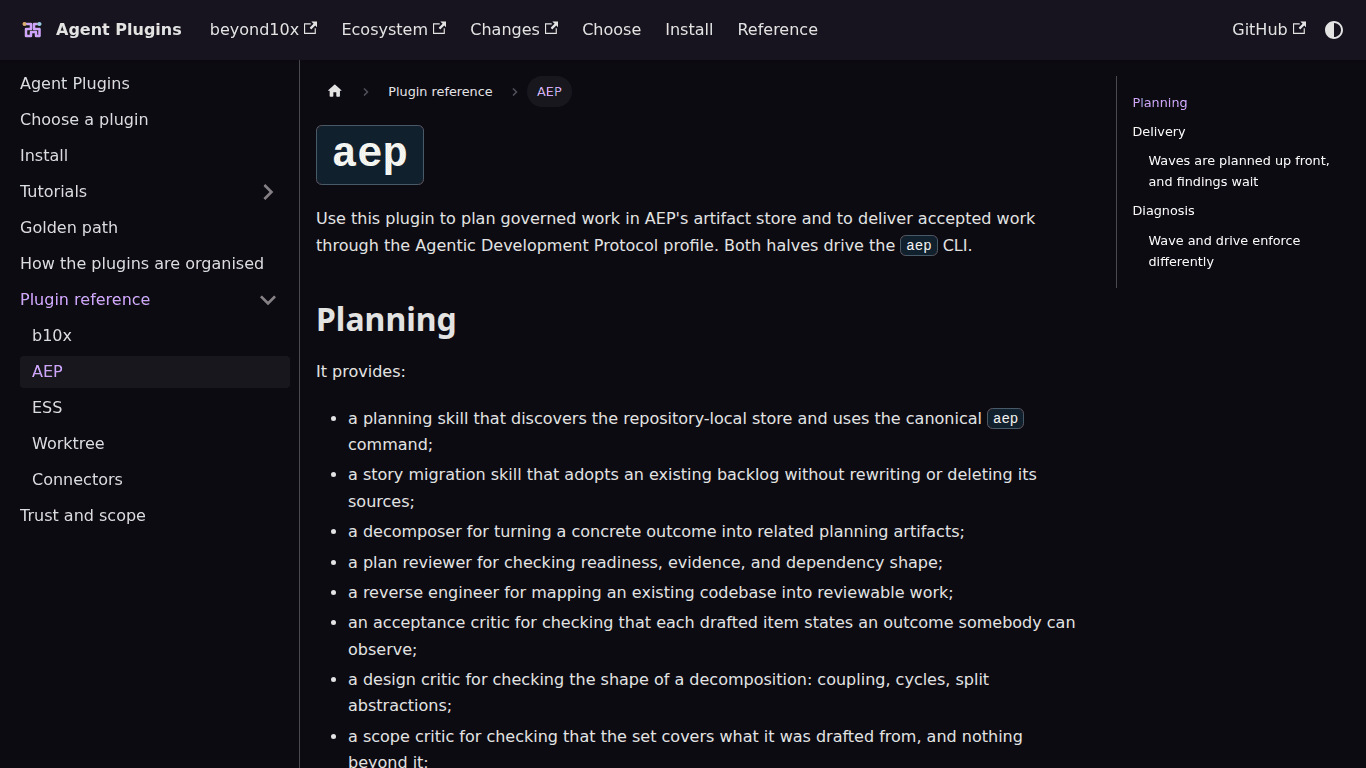 Agent Plugins
beyond10x
Ecosystem
Changes
Choose
Install
Reference
GitHub
Agent Plugins
Choose a plugin
Install
Tutorials
Golden path
How the plugins are organised
Plugin reference
b10x
AEP
ESS
Worktree
Connectors
Trust and scope
Plugin reference
AEP
aep
Use this plugin to plan governed work in AEP's artifact store and to deliver accepted work
through the Agentic Development Protocol profile. Both halves drive the aep CLI.
Planning
It provides:
a planning skill that discovers the repository-local store and uses the canonical aep
command;
a story migration skill that adopts an existing backlog without rewriting or deleting its
sources;
a decomposer for turning a concrete outcome into related planning artifacts;
a plan reviewer for checking readiness, evidence, and dependency shape;
a reverse engineer for mapping an existing codebase into reviewable work;
an acceptance critic for checking that each drafted item states an outcome somebody can
observe;
a design critic for checking the shape of a decomposition: coupling, cycles, split
abstractions;
a scope critic for checking that the set covers what it was drafted from, and nothing
beyond it;
Planning
Delivery
Waves are planned up front,
and findings wait
Diagnosis
Wave and drive enforce
differently